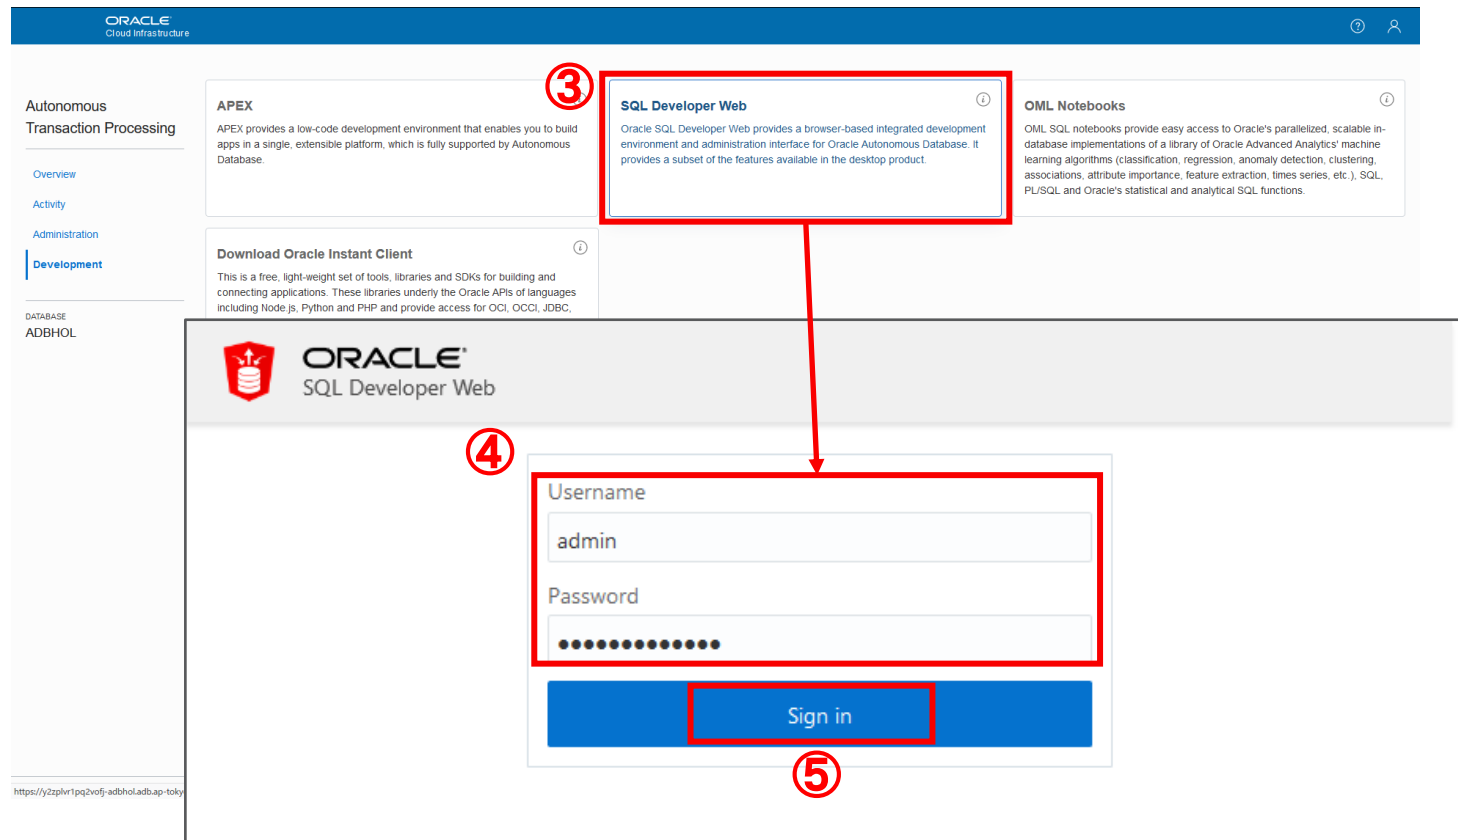 ORACLE
Cloud Infrastructure
Autonomous
Transaction Processing
Overview
Activity
Administration
Development
DATABASE
ADBHOL
APEX
APEX provides a low-code development environment that enables you to build
apps in a single, extensible platform, which is fully supported by Autonomous
Database.
③
SQL Developer Web
Oracle SQL Developer Web provides a browser-based integrated development
environment and administration interface for Oracle Autonomous Database. It
provides a subset of the features available in the desktop product.
OML Notebooks
OML SQL notebooks provide easy access to Oracle's parallelized, scalable in-
database implementations of a library of Oracle Advanced Analytics' machine
learning algorithms (classification, regression, anomaly detection, clustering,
associations, attribute importance, feature extraction, times series, etc.), SQL,
PL/SQL and Oracle's statistical and analytical SQL functions.
Download Oracle Instant Client
This is a free, light-weight set of tools, libraries and SDKs for building and
connecting applications. These libraries underly the Oracle APIs of languages
including Node.js, Python and PHP and provide access for OCI, OCCI, JDBC,
ORACLE
SQL Developer Web
④
Username
admin
Password
●●●●●●●●●●●●●
Sign in
⑤
https://y2zplvr1pq2vofj-adbhol.adb.ap-toky